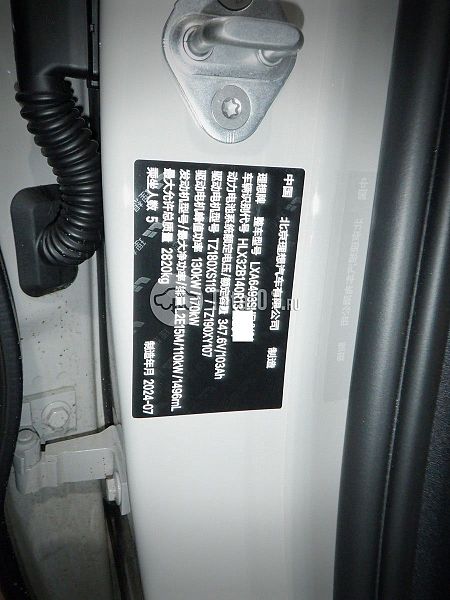 中国 北京理想汽车有限公司 制造
理想牌 整车型号 LXA6499S
车辆识别代号 HLX32B140R1
动力电池系统额定电压/额定容量 347.6V/103Ah
驱动电机型号 TZ180XS118 / TZ190XY107
驱动电机峰值功率 130kW / 170kW
发动机型号/最大净功率/排量 L2E15M/110kW/1496mL
最大允许总质量 2820kg
乘坐人数 5 制造年月 2024-07